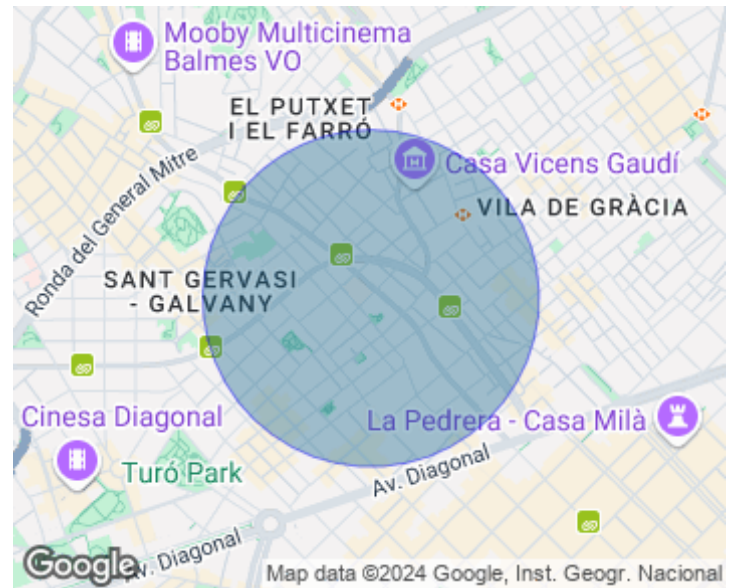 Mooby Multicinema
Balmes VO
EL PUTXET
I EL FARRÓ
Casa Vicens Gaudí
VILA DE GRÀCIA
Ronda del General Mitre
SANT GERVASI
- GALVANY
Cinesa Diagonal
La Pedrera - Casa Milà
Turó Park
Av. Diagonal
Av. Diagonal
Google
Map data ©2024 Google, Inst. Geogr. Nacional